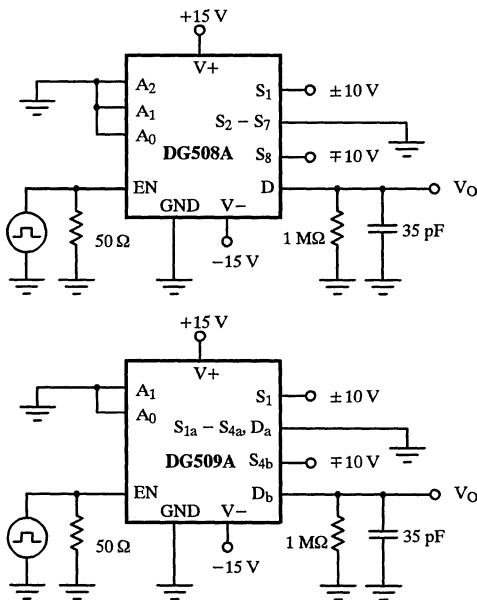 +15 V
V+
A2
A1
A0
S1
±10 V
S2 – S7
DG508A
S8
∓10 V
EN
D
VO
GND
V−
50 Ω
−15 V
1 MΩ
35 pF
+15 V
V+
A1
A0
S1
±10 V
S1a – S4a, Da
DG509A
S4b
∓10 V
EN
Db
VO
GND
V−
50 Ω
−15 V
1 MΩ
35 pF